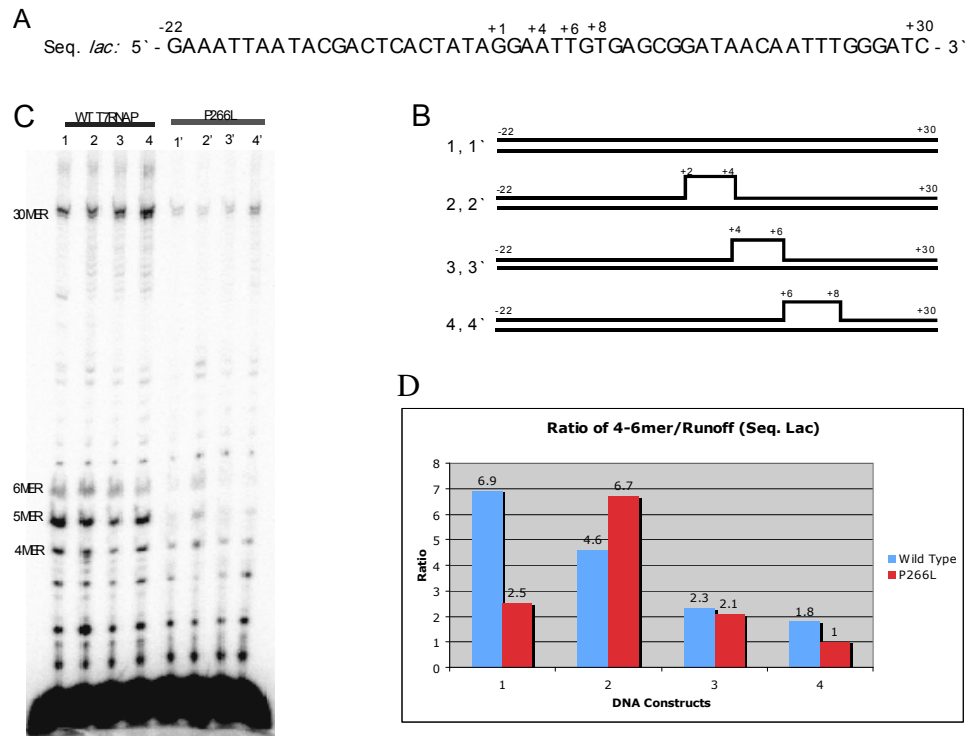 A
-22 +1 +4 +6 +8 +30
Seq. lac: 5` - GAAATTAATACGACTCACTATAGGAATTGTGAGCGGATAACAATTTGGGATC - 3`
C
WT T7RNAP P266L
1 2 3 4 1' 2' 3' 4'
30MER
6MER
5MER
4MER
B
-22 +30
1, 1`
+2 +4
-22 +30
2, 2`
+4 +6
-22 +30
3, 3`
+6 +8
-22 +30
4, 4`
D
Ratio of 4-6mer/Runoff (Seq. Lac)
Ratio
8
7
6
5
4
3
2
1
0
6.9
2.5
4.6
6.7
2.3
2.1
1.8
1
1 2 3 4
DNA Constructs
Wild Type
P266L